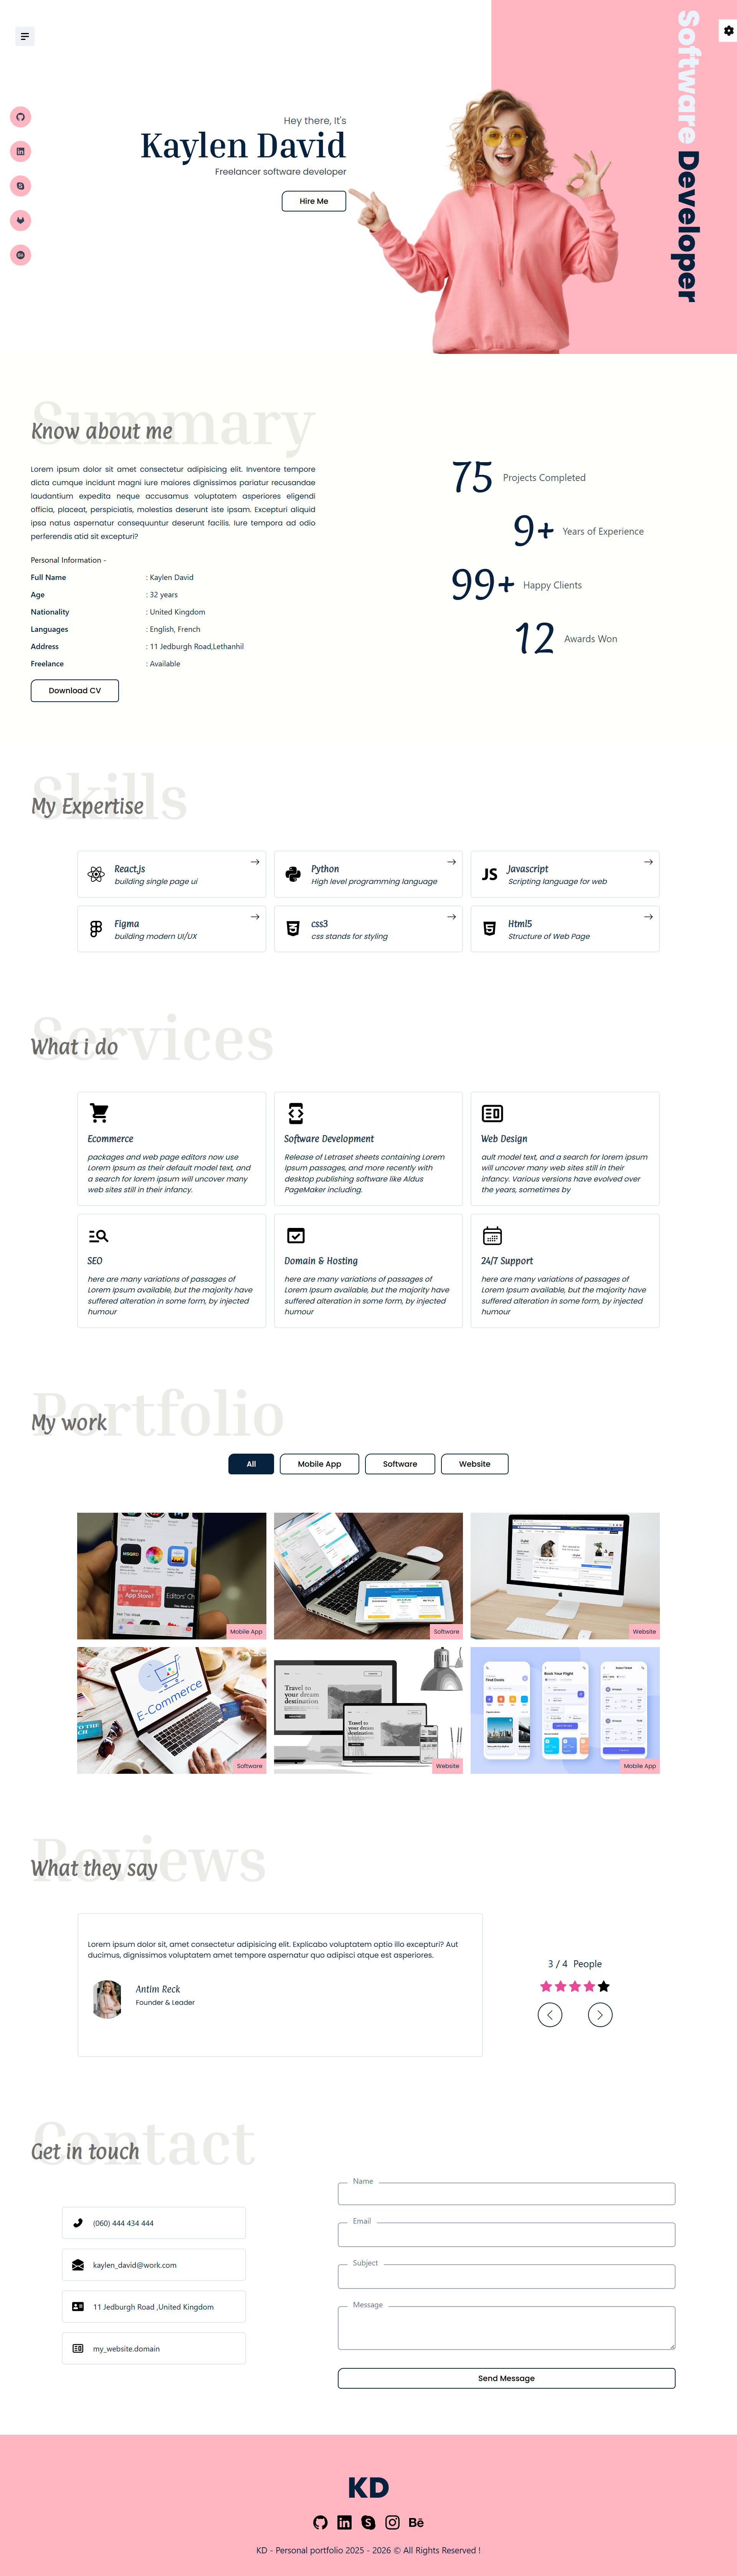 Software Developer
Hey there, It's
Kaylen David
Freelancer software developer
Hire Me
Summary
Know about me
Lorem ipsum dolor sit amet consectetur adipisicing elit. Inventore tempore
dicta cumque incidunt magni iure maiores dignissimos pariatur recusandae
laudantium expedita neque accusamus voluptatem asperiores eligendi
officia, placeat, perspiciatis, molestias deserunt iste ipsam. Excepturi aliquid
ipsa natus aspernatur consequuntur deserunt facilis. Iure tempora ad odio
perferendis atid sit excepturi?
Personal Information -
Full Name : Kaylen David
Age : 32 years
Nationality : United Kingdom
Languages : English, French
Address : 11 Jedburgh Road,Lethanhil
Freelance : Available
Download CV
75 Projects Completed
9+ Years of Experience
99+ Happy Clients
12 Awards Won
Skills
My Expertise
React.js
building single page ui
Python
High level programming language
JS
Javascript
Scripting language for web
Figma
building modern UI/UX
css3
css stands for styling
Html5
Structure of Web Page
Services
What i do
Ecommerce
packages and web page editors now use
Lorem Ipsum as their default model text, and
a search for lorem ipsum will uncover many
web sites still in their infancy.
Software Development
Release of Letraset sheets containing Lorem
Ipsum passages, and more recently with
desktop publishing software like Aldus
PageMaker including.
Web Design
ault model text, and a search for lorem ipsum
will uncover many web sites still in their
infancy. Various versions have evolved over
the years, sometimes by
SEO
here are many variations of passages of
Lorem Ipsum available, but the majority have
suffered alteration in some form, by injected
humour
Domain & Hosting
here are many variations of passages of
Lorem Ipsum available, but the majority have
suffered alteration in some form, by injected
humour
24/7 Support
here are many variations of passages of
Lorem Ipsum available, but the majority have
suffered alteration in some form, by injected
humour
Portfolio
My work
All
Mobile App
Software
Website
MSQRD
App Store?
Editors' Ch
Mobile App
Software
Website
E-Commerce
Software
Travel to
your dream
destination
Travel to
your dream
destination
Website
Find Deals
Book Your Flight
Mobile App
Reviews
What they say
Lorem ipsum dolor sit, amet consectetur adipisicing elit. Explicabo voluptatem optio illo excepturi? Aut
ducimus, dignissimos voluptatem amet tempore aspernatur quo adipisci atque est asperiores.
Antim Reck
Founder & Leader
3 / 4 People
Contact
Get in touch
(060) 444 434 444
kaylen_david@work.com
11 Jedburgh Road ,United Kingdom
my_website.domain
Name
Email
Subject
Message
Send Message
KD
Bē
KD - Personal portfolio 2025 - 2026 © All Rights Reserved !